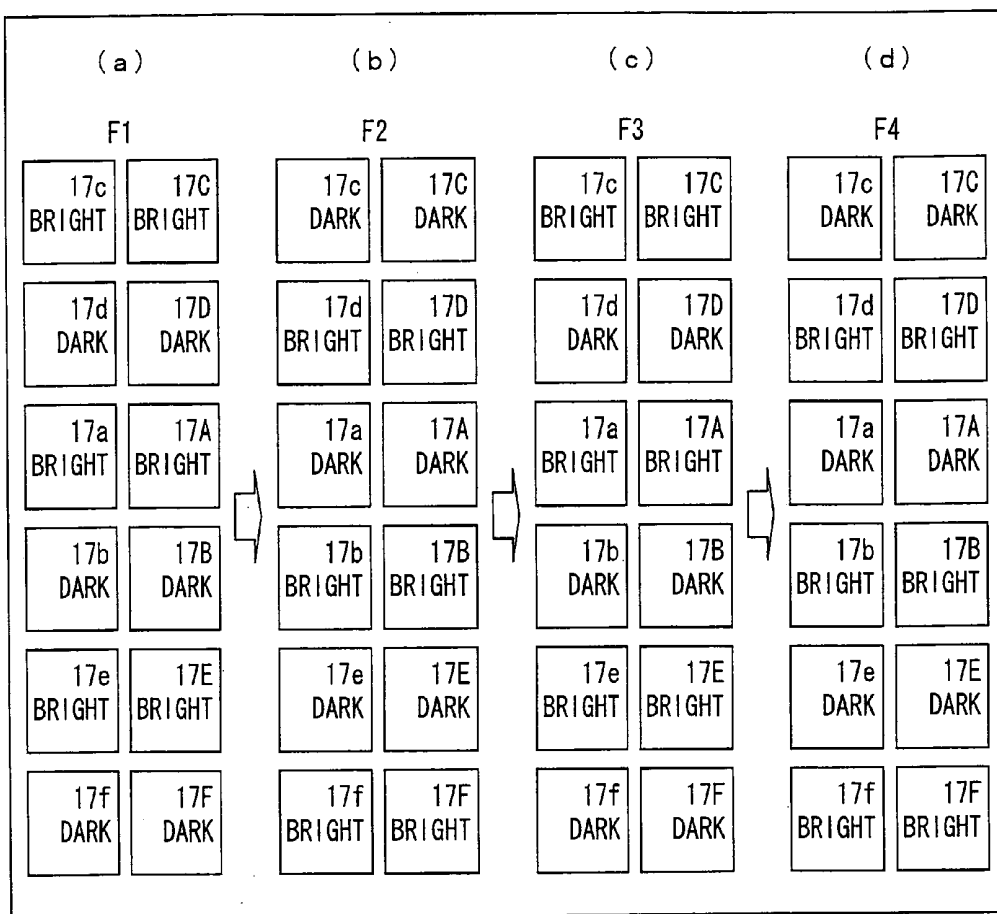 (a) (b) (c) (d)
F1 F2 F3 F4
17c 17C 17c 17C 17c 17C 17c 17C
BRIGHT BRIGHT DARK DARK BRIGHT BRIGHT DARK DARK
17d 17D 17d 17D 17d 17D 17d 17D
DARK DARK BRIGHT BRIGHT DARK DARK BRIGHT BRIGHT
17a 17A 17a 17A 17a 17A 17a 17A
BRIGHT BRIGHT DARK DARK BRIGHT BRIGHT DARK DARK
17b 17B 17b 17B 17b 17B 17b 17B
DARK DARK BRIGHT BRIGHT DARK DARK BRIGHT BRIGHT
17e 17E 17e 17E 17e 17E 17e 17E
BRIGHT BRIGHT DARK DARK BRIGHT BRIGHT DARK DARK
17f 17F 17f 17F 17f 17F 17f 17F
DARK DARK BRIGHT BRIGHT DARK DARK BRIGHT BRIGHT